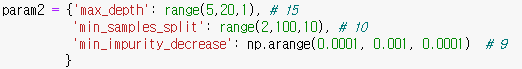 param2 = {'max_depth': range(5,20,1), # 15
'min_samples_split': range(2,100,10), # 10
'min_impurity_decrease': np.arange(0.0001, 0.001, 0.0001) # 9
}